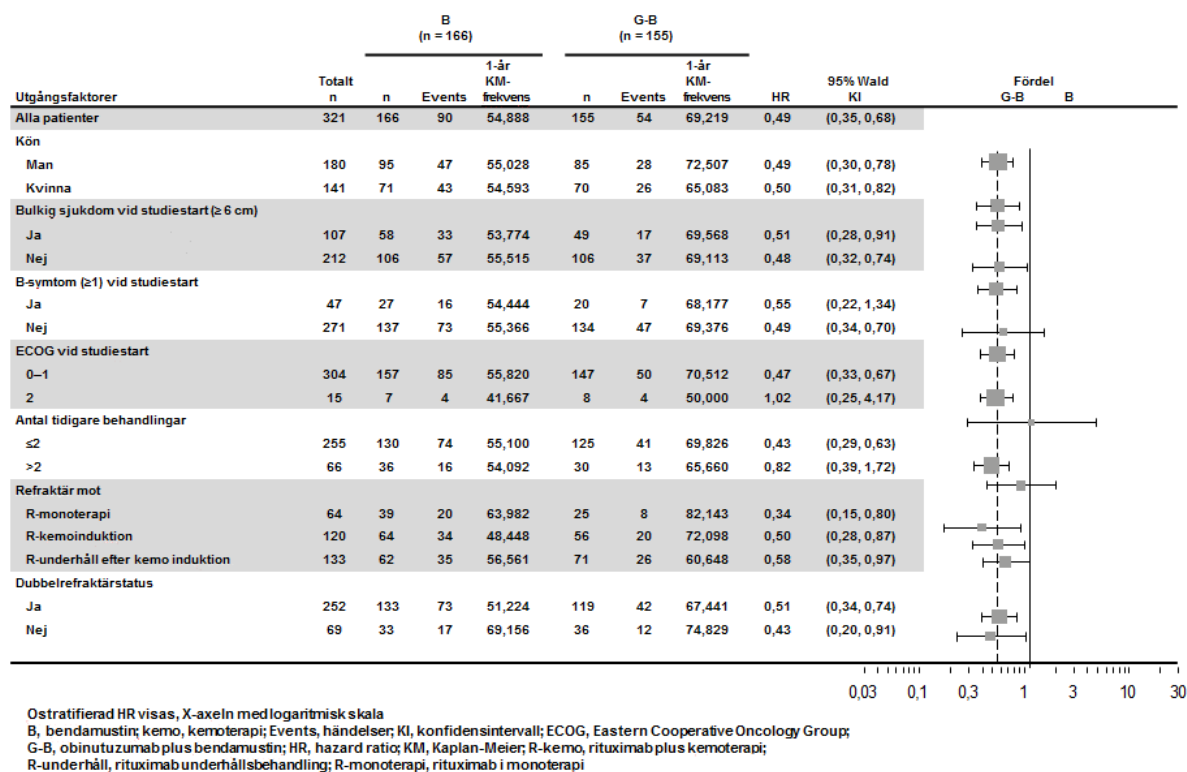 B G-B
(n = 166) (n = 155)
1-år 1-år
Totalt KM- KM- 95% Wald Fördel
Utgångsfaktorer n n Events frekvens n Events frekvens HR KI G-B B
Alla patienter 321 166 90 54,888 155 54 69,219 0,49 (0,35, 0,68)
Kön
Man 180 95 47 55,028 85 28 72,507 0,49 (0,30, 0,78)
Kvinna 141 71 43 54,593 70 26 65,083 0,50 (0,31, 0,82)
Bulkig sjukdom vid studiestart (≥ 6 cm)
Ja 107 58 33 53,774 49 17 69,568 0,51 (0,28, 0,91)
Nej 212 106 57 55,515 106 37 69,113 0,48 (0,32, 0,74)
B-symtom (≥1) vid studiestart
Ja 47 27 16 54,444 20 7 68,177 0,55 (0,22, 1,34)
Nej 271 137 73 55,366 134 47 69,376 0,49 (0,34, 0,70)
ECOG vid studiestart
0–1 304 157 85 55,820 147 50 70,512 0,47 (0,33, 0,67)
2 15 7 4 41,667 8 4 50,000 1,02 (0,25, 4,17)
Antal tidigare behandlingar
≤2 255 130 74 55,100 125 41 69,826 0,43 (0,29, 0,63)
>2 66 36 16 54,092 30 13 65,660 0,82 (0,39, 1,72)
Refraktär mot
R-monoterapi 64 39 20 63,982 25 8 82,143 0,34 (0,15, 0,80)
R-kemoinduktion 120 64 34 48,448 56 20 72,098 0,50 (0,28, 0,87)
R-underhåll efter kemo induktion 133 62 35 56,561 71 26 60,648 0,58 (0,35, 0,97)
Dubbelrefraktärstatus
Ja 252 133 73 51,224 119 42 67,441 0,51 (0,34, 0,74)
Nej 69 33 17 69,156 36 12 74,829 0,43 (0,20, 0,91)
0,03 0,1 0,3 1 3 10 30
Ostratifierad HR visas, X-axeln med logaritmisk skala
B, bendamustin; kemo, kemoterapi; Events, händelser; KI, konfidensintervall; ECOG, Eastern Cooperative Oncology Group;
G-B, obinutuzumab plus bendamustin; HR, hazard ratio; KM, Kaplan-Meier; R-kemo, rituximab plus kemoterapi;
R-underhåll, rituximab underhållsbehandling; R-monoterapi, rituximab i monoterapi